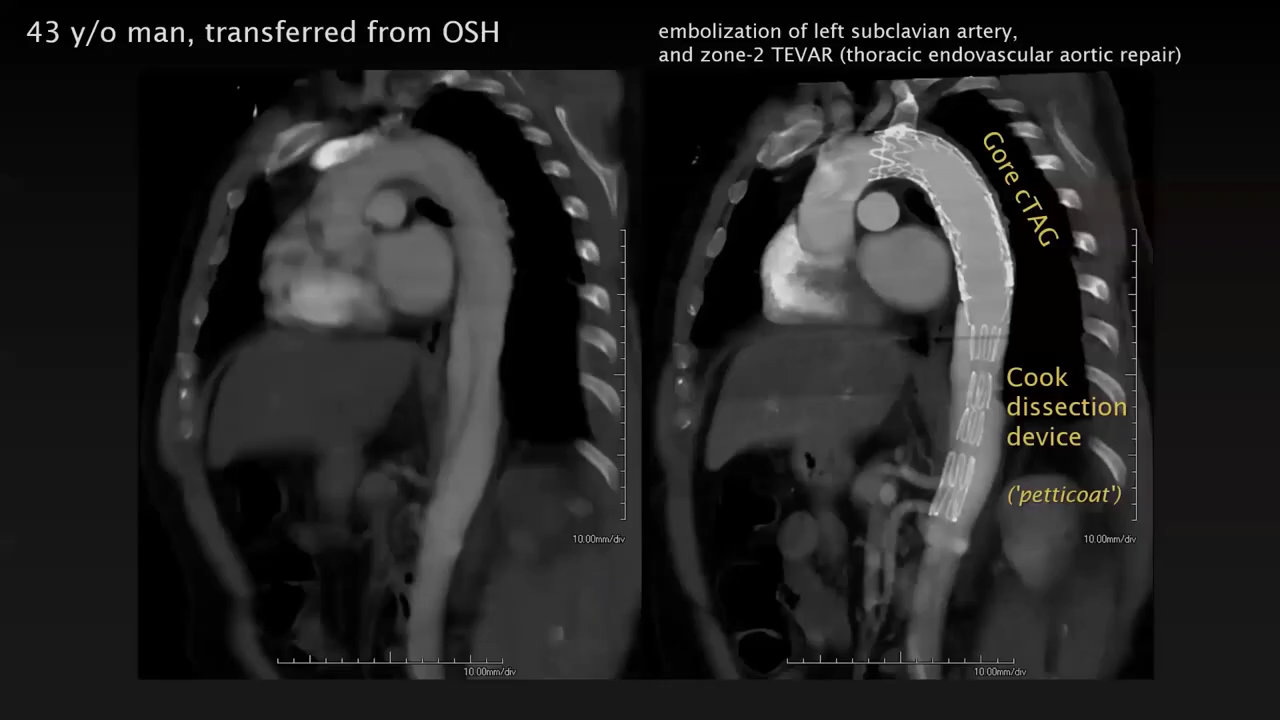 43 y/o man, transferred from OSH
embolization of left subclavian artery,
and zone-2 TEVAR (thoracic endovascular aortic repair)
Gore cTAG
Cook
dissection
device
('petticoat')
10.00mm/div
10.00mm/div
10.00mm/div
10.00mm/div